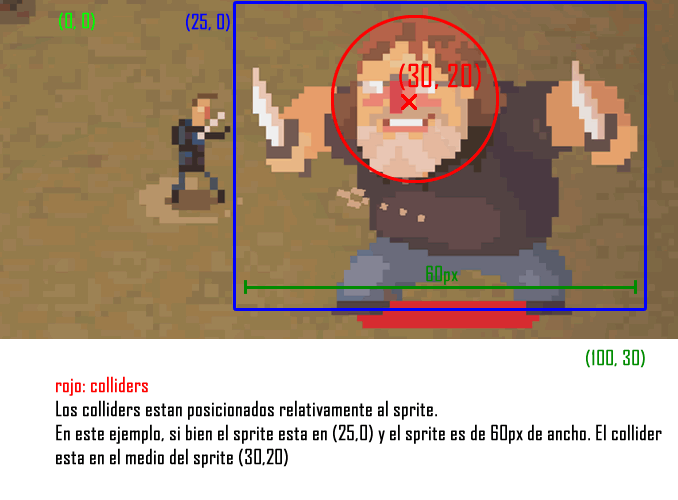 (0, 0)
(25, 0)
(30, 20)
60px
(100, 30)
rojo: colliders
Los colliders estan posicionados relativamente al sprite.
En este ejemplo, si bien el sprite esta en (25,0) y el sprite es de 60px de ancho. El collider
esta en el medio del sprite (30,20)